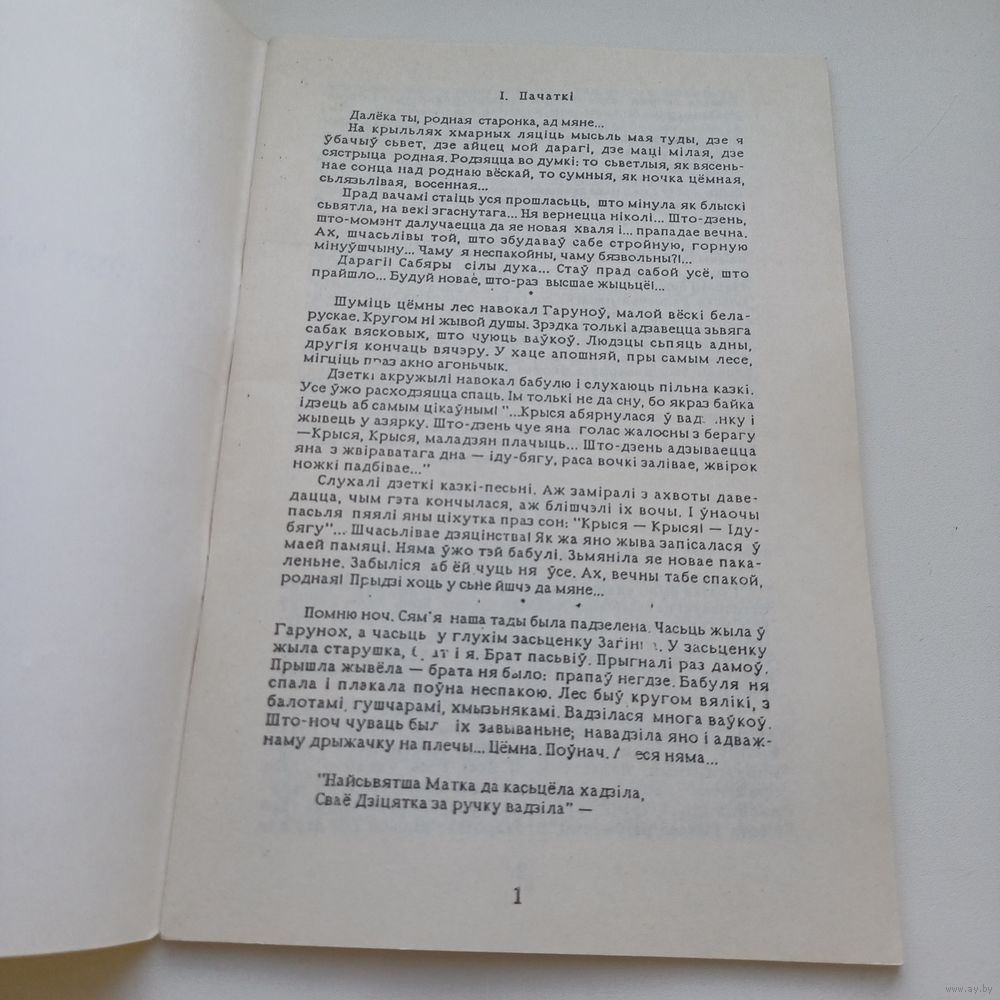 І. Пачаткі
Далёка ты, родная старонка, ад мяне...
На крыльлях хмарных ляціць мысьль мая туды, дзе я
ўбачыў сьвет, дзе айцец мой дарагі, дзе маці мілая, дзе
сястрыца родная. Родзяцца во думкі: то сьветлыя, як вясень-
нае сонца над роднаю вёскай, то сумныя, як ночка цёмная,
сьлязьлівая, восенная...
Прад вачамі стаіць уся прошласьць, што мінула як блыскі
сьвятла, на векі згаснутага... Ня вернецца ніколі... Што-дзень,
што-момэнт далучаецца да яе новая хваля і... прападае вечна.
Ах, шчасьлівы той, што збудаваў сабе стройную, горную
мінуўшчыну... Чаму я неспакойны, чаму бязвольны?!...
Дарагі! Сабяры сілы духа... Стаў прад сабой усё, што
прайшло... Будуй новае, што-раз высшае жыцьцё!...
Шуміць цёмны лес навокал Гаруноў, малой вёскі бела-
рускае. Кругом ні жывой душы. Зрэдка толькі адзавецца зьвяга
сабак вясковых, што чуюць ваўкоў. Людзцы сьпяць адны,
другія кончаць вячэру. У хаце апошняй, пры самым лесе,
мігціць праз акно агоньчык.
Дзеткі акружылі навокал бабулю і слухаюць пільна казкі.
Усе ўжо расходзяцца спаць. Ім толькі не да сну, бо якраз байка
ідзець аб самым цікаўным! "...Крыся абярнулася ў і
жывець у азярку. Што-дзень чуе яна голас жалосны з берагу
—Крыся, Крыся, маладзян плачыць... Што-дзень адзываецца
яна з жвіраватага дна — іду-бягу, раса вочкі залівае, жвірок
ножкі падбівае..."
Слухалі дзеткі казкі-песьні. Аж заміралі з ахвоты даве-
дацца, чым гэта кончылася, аж блішчэлі іх вочы. І ўнаочы
пасьля пяялі яны ціхутка праз сон: "Крыся — Крыся! — Іду-
бягу"... Шчасьлівае дзяцінства! Як жа яно жыва запісалася ў
маей памяці. Няма ўжо тэй бабулі. Зьмяніла яе новае пака-
леньне. Забыліся аб ёй чуць ня ўсе. Ах, вечны табе спакой,
родная! Прыдзі хоць у сьне йшчэ да мяне...
Помню ноч. Сям'я наша тады была падзелена. Часьць жыла ў
Гарунох, а часьць у глухім засьценку У засьценку
жыла старушка, і я. Брат пасьвіў. Прыгналі раз дамоў.
Прышла жывёла — брата ня было: прапаў негдзе. Бабуля ня
спала і плэкала поўна неспакою. Лес быў кругом вялікі, з
балотамі, гушчарамі, хмызьнякамі. Вадзілася многа ваўкоў.
Што-ноч чуваць был іх завываньне; навадзіла яно і адваж-
наму дрыжачку на плечы... Цёмна. Поўнач. еся няма...
"Найсьвятша Матка да касьцёла хадзіла,
Сваё Дзіцятка за ручку вадзіла" —
1
www.ay.by